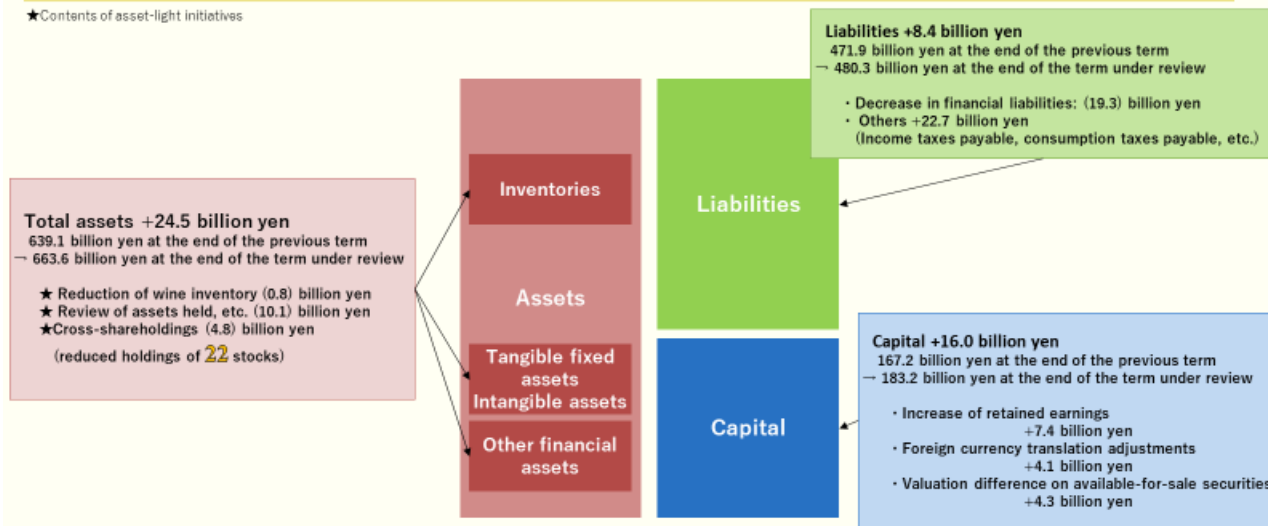 ★Contents of asset-light initiatives
Liabilities +8.4 billion yen
471.9 billion yen at the end of the previous term
→ 480.3 billion yen at the end of the term under review
・Decrease in financial liabilities: (19.3) billion yen
・ Others +22.7 billion yen
(Income taxes payable, consumption taxes payable, etc.)
Total assets +24.5 billion yen
639.1 billion yen at the end of the previous term
→ 663.6 billion yen at the end of the term under review
★ Reduction of wine inventory (0.8) billion yen
★ Review of assets held, etc. (10.1) billion yen
★Cross-shareholdings (4.8) billion yen
(reduced holdings of 22 stocks)
Inventories
Assets
Tangible fixed
assets
Intangible assets
Other financial
assets
Liabilities
Capital
Capital +16.0 billion yen
167.2 billion yen at the end of the previous term
→ 183.2 billion yen at the end of the term under review
・Increase of retained earnings
+7.4 billion yen
・Foreign currency translation adjustments
+4.1 billion yen
・Valuation difference on available-for-sale securities
+4.3 billion yen